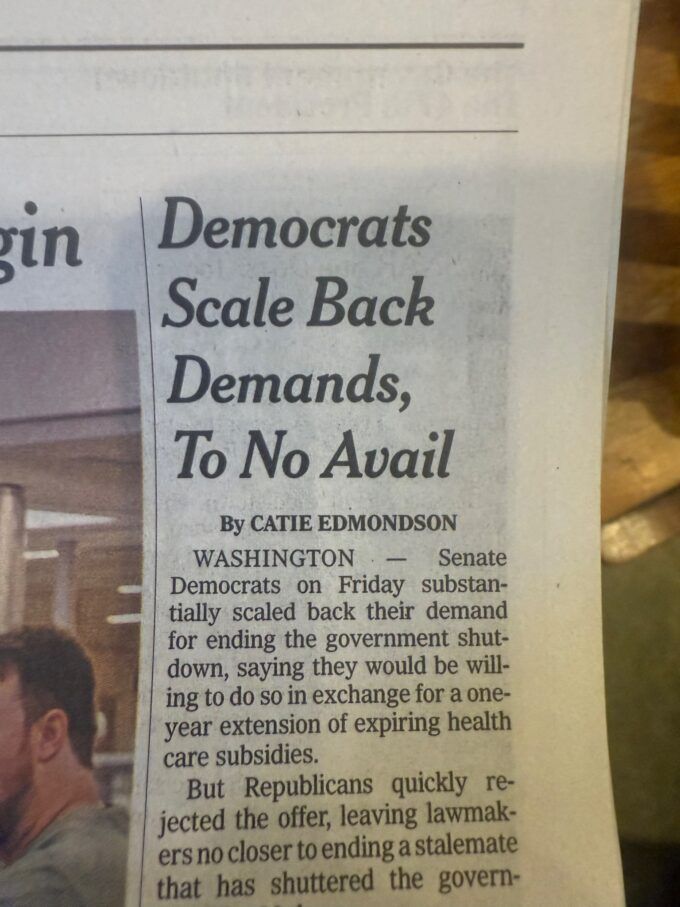 gin
Democrats
Scale Back
Demands,
To No Avail
By CATIE EDMONDSON
WASHINGTON — Senate
Democrats on Friday substan-
tially scaled back their demand
for ending the government shut-
down, saying they would be will-
ing to do so in exchange for a one-
year extension of expiring health
care subsidies.
But Republicans quickly re-
jected the offer, leaving lawmak-
ers no closer to ending a stalemate
that has shuttered the govern-